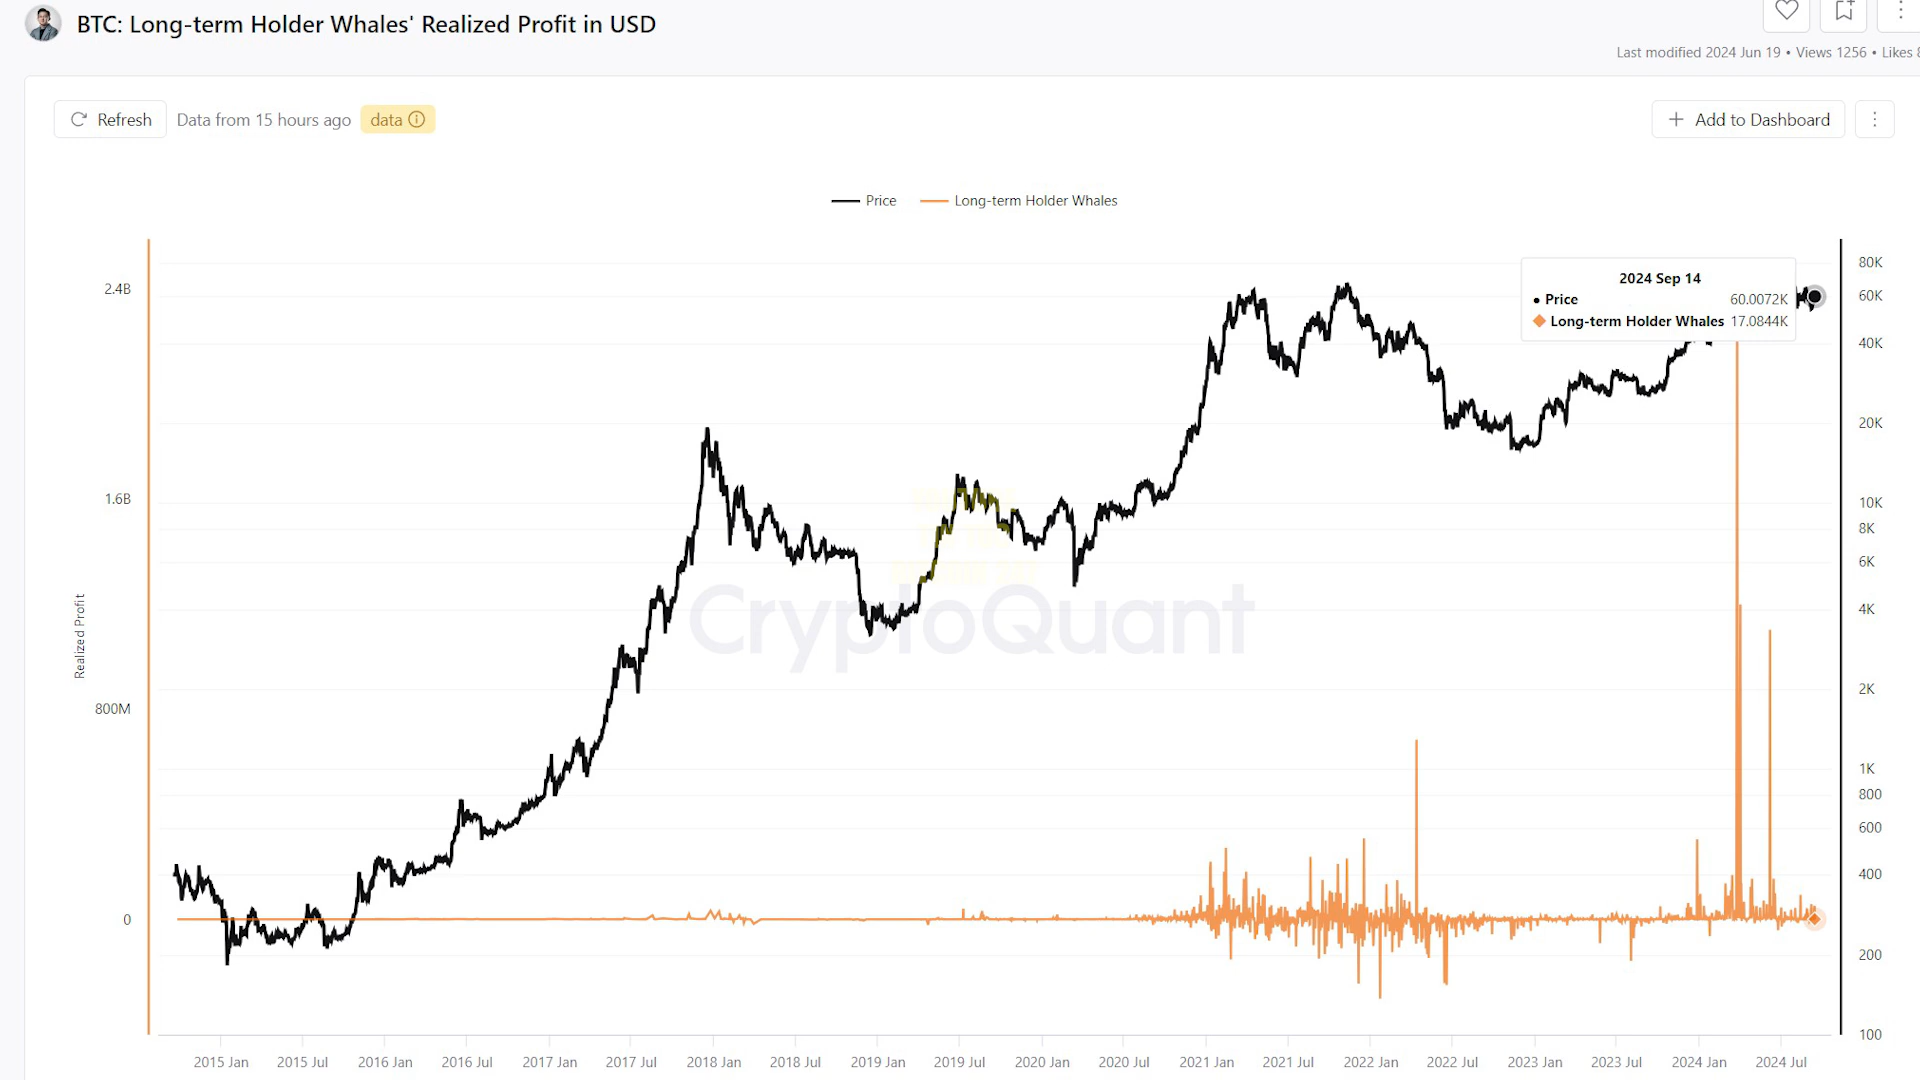 BTC: Long-term Holder Whales' Realized Profit in USD
Last modified 2024 Jun 19 • Views 1256 • Likes
Refresh
Data from 15 hours ago
data
Add to Dashboard
Price
Long-term Holder Whales
2024 Sep 14
Price 60.0072K
Long-term Holder Whales 17.0844K
2.4B
1.6B
800M
0
Realized Profit
80K
60K
40K
20K
10K
8K
6K
4K
2K
1K
800
600
400
200
100
CryptoQuant
2015 Jan
2015 Jul
2016 Jan
2016 Jul
2017 Jan
2017 Jul
2018 Jan
2018 Jul
2019 Jan
2019 Jul
2020 Jan
2020 Jul
2021 Jan
2021 Jul
2022 Jan
2022 Jul
2023 Jan
2023 Jul
2024 Jan
2024 Jul